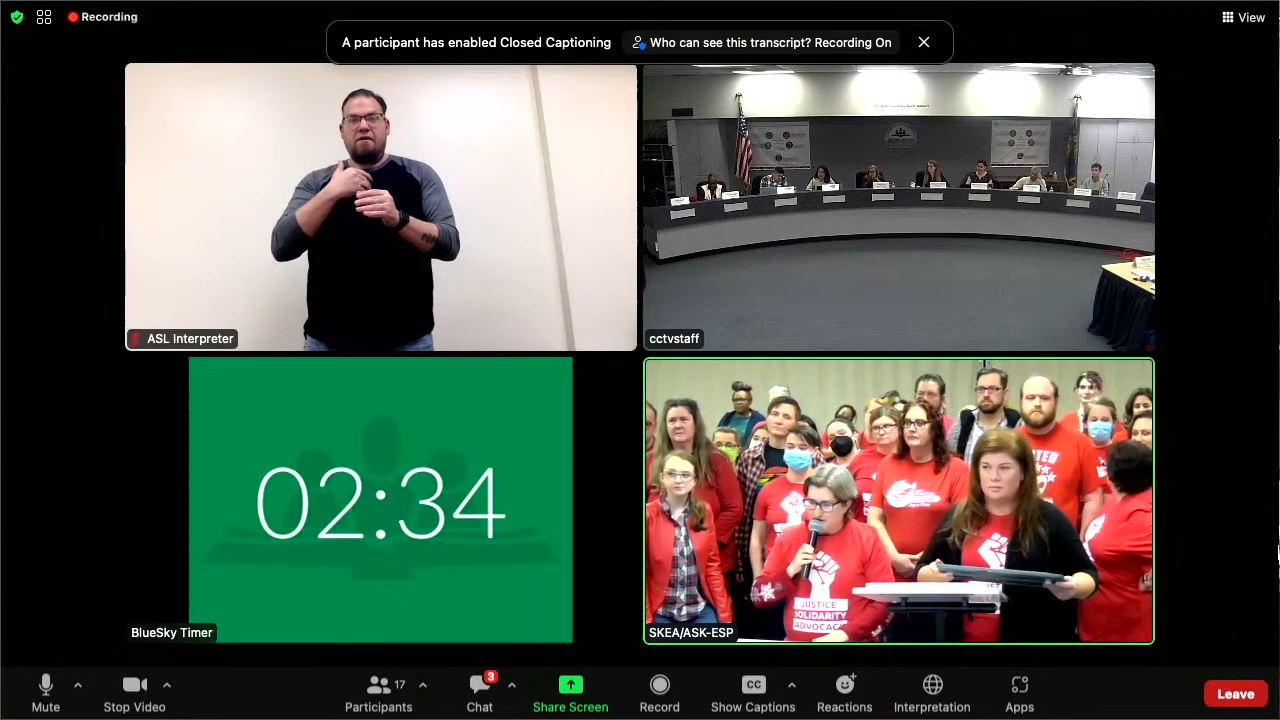 Recording
View
A participant has enabled Closed Captioning
Who can see this transcript? Recording On
ASL Interpreter
cctvstaff
02:34
BlueSky Timer
JUSTICE
SOLIDARITY
ADVOCACY
SKEA/ASK-ESP
Mute
Stop Video
17
Participants
3
Chat
Share Screen
Record
CC
Show Captions
Reactions
Interpretation
Apps
Leave